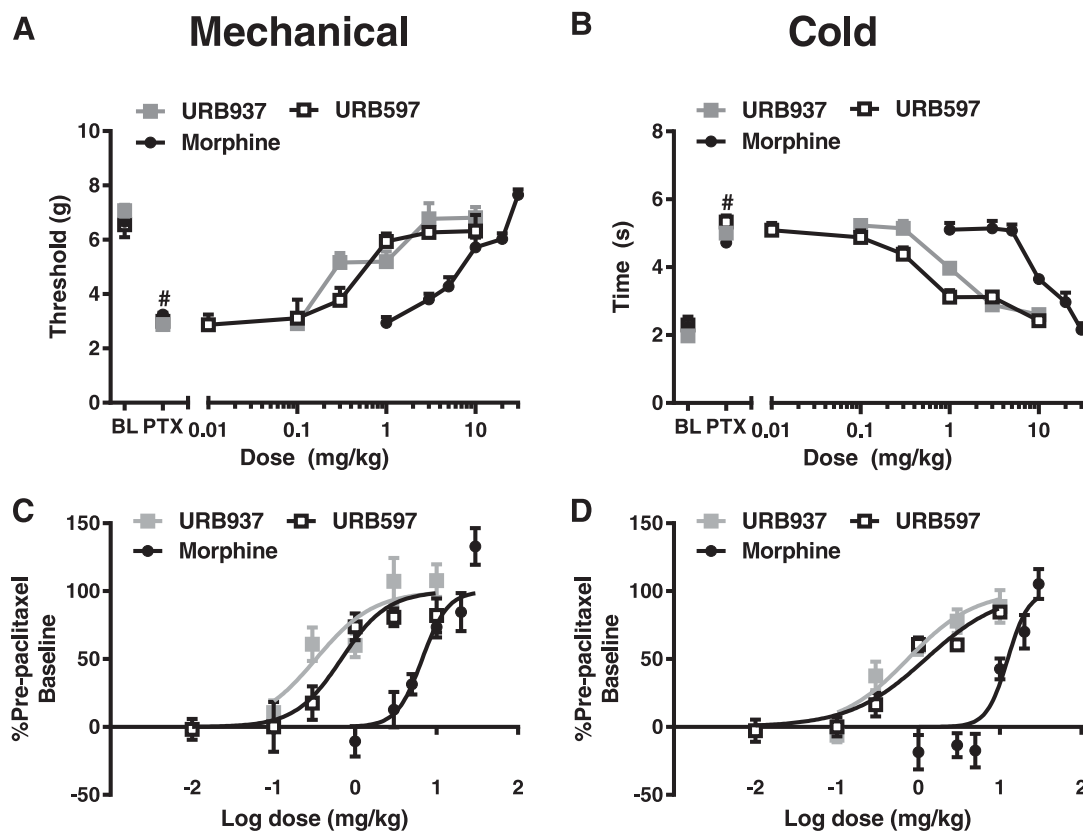 A
Mechanical
URB937
URB597
Morphine
Threshold (g)
10
8
6
4
2
0
#
BL PTX 0.01 0.1 1 10
Dose (mg/kg)
B
Cold
URB937
URB597
Morphine
Time (s)
8
6
4
2
0
#
BL PTX 0.01 0.1 1 10
Dose (mg/kg)
C
URB937
URB597
Morphine
%Pre-paclitaxel
Baseline
150
100
50
0
-50
-2 -1 0 1 2
Log dose (mg/kg)
D
URB937
URB597
Morphine
%Pre-paclitaxel
Baseline
150
100
50
0
-50
-2 -1 0 1 2
Log dose (mg/kg)